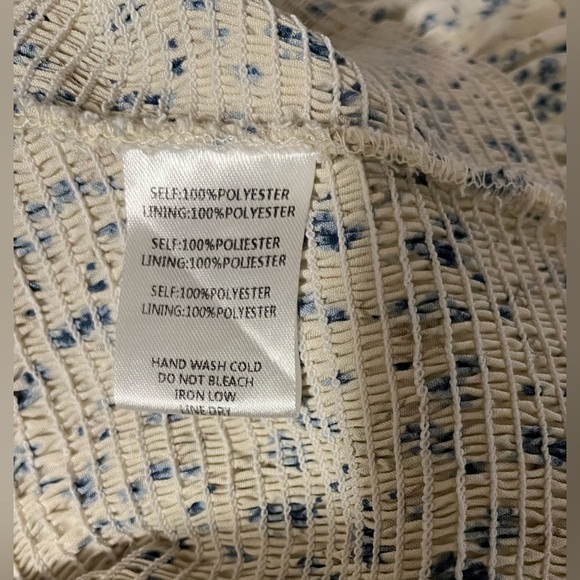 SELF:100%POLYESTER
LINING:100%POLYESTER
SELF:100%POLIESTER
LINING:100%POLIESTER
SELF:100%POLYESTER
LINING:100%POLYESTER
HAND WASH COLD
DO NOT BLEACH
IRON LOW
LINE DRY